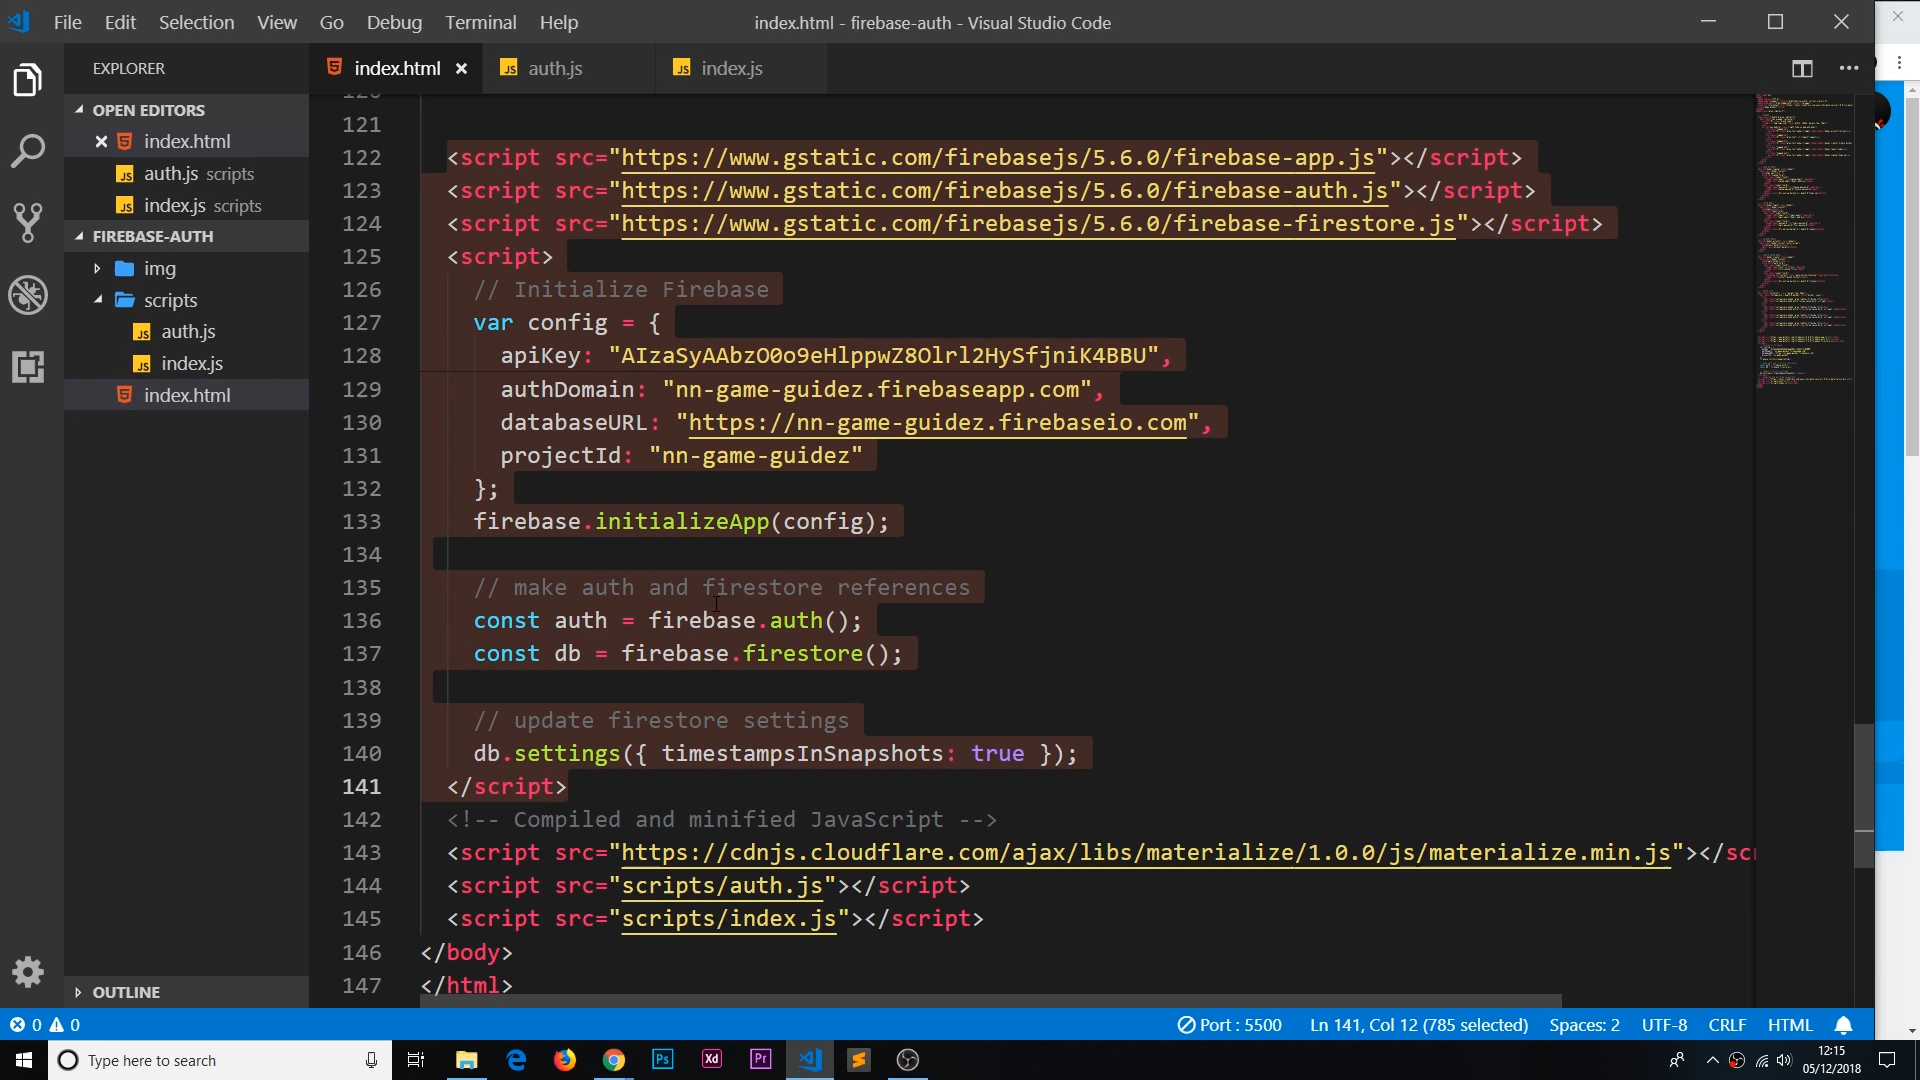 File Edit Selection View Go Debug Terminal Help
index.html - firebase-auth - Visual Studio Code
EXPLORER
OPEN EDITORS
index.html
auth.js scripts
index.js scripts
FIREBASE-AUTH
img
scripts
auth.js
index.js
index.html
OUTLINE
index.html
auth.js
index.js
121
122 <script src="https://www.gstatic.com/firebasejs/5.6.0/firebase-app.js"></script>
123 <script src="https://www.gstatic.com/firebasejs/5.6.0/firebase-auth.js"></script>
124 <script src="https://www.gstatic.com/firebasejs/5.6.0/firebase-firestore.js"></script>
125 <script>
126 // Initialize Firebase
127 var config = {
128 apiKey: "AIzaSyAAbzO0o9eHlppwZ8Olrl2HySfjniK4BBU",
129 authDomain: "nn-game-guidez.firebaseapp.com",
130 databaseURL: "https://nn-game-guidez.firebaseio.com",
131 projectId: "nn-game-guidez"
132 };
133 firebase.initializeApp(config);
134
135 // make auth and firestore references
136 const auth = firebase.auth();
137 const db = firebase.firestore();
138
139 // update firestore settings
140 db.settings({ timestampsInSnapshots: true });
141 </script>
142 <!-- Compiled and minified JavaScript -->
143 <script src="https://cdnjs.cloudflare.com/ajax/libs/materialize/1.0.0/js/materialize.min.js"></scr
144 <script src="scripts/auth.js"></script>
145 <script src="scripts/index.js"></script>
146 </body>
147 </html>
0 0 Port : 5500 Ln 141, Col 12 (785 selected) Spaces: 2 UTF-8 CRLF HTML
Type here to search
Ps Xd Pr
12:15
05/12/2018